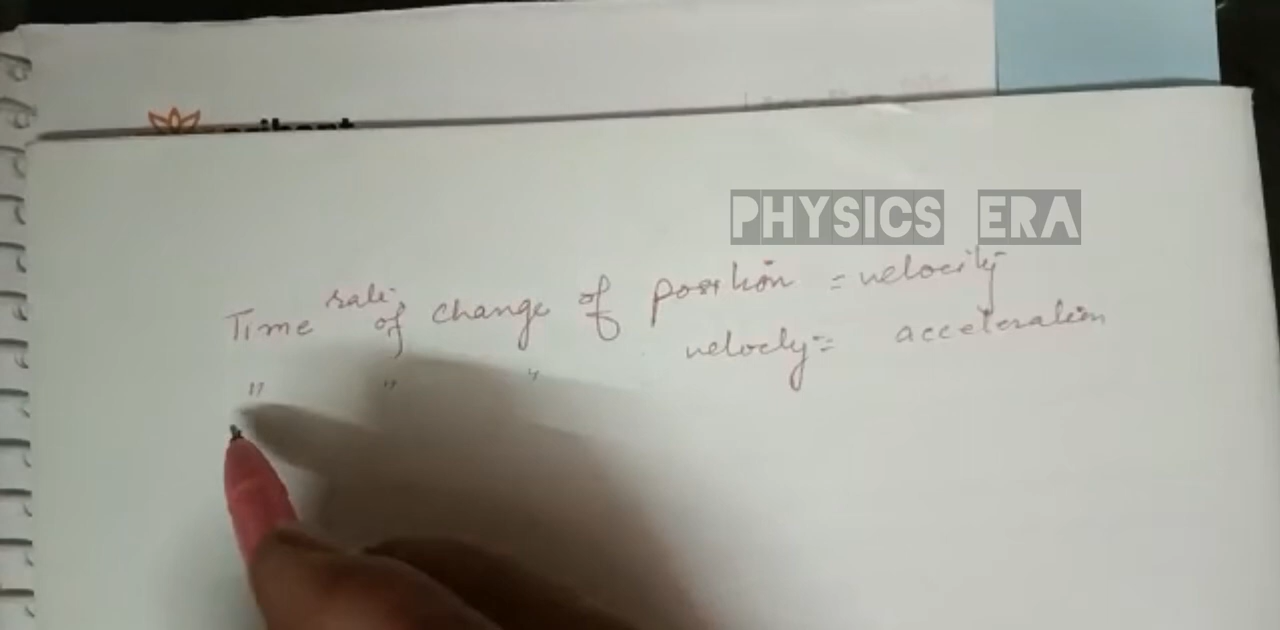 PHYSICS ERA
Time rate of change of position = velocity
" " " velocity = acceleration